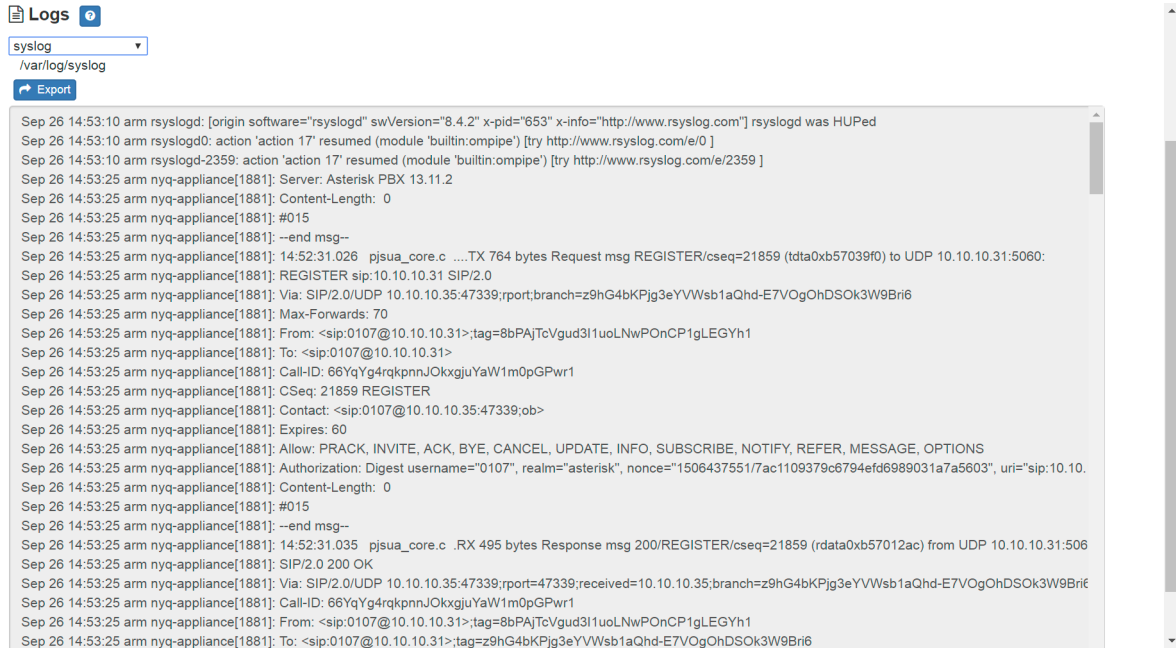 Logs ?
syslog
/var/log/syslog
Export
Sep 26 14:53:10 arm rsyslogd: [origin software="rsyslogd" swVersion="8.4.2" x-pid="653" x-info="http://www.rsyslog.com"] rsyslogd was HUPed
Sep 26 14:53:10 arm rsyslogd0: action 'action 17' resumed (module 'builtin:ompipe') [try http://www.rsyslog.com/e/0 ]
Sep 26 14:53:10 arm rsyslogd-2359: action 'action 17' resumed (module 'builtin:ompipe') [try http://www.rsyslog.com/e/2359 ]
Sep 26 14:53:25 arm nyq-appliance[1881]: Server: Asterisk PBX 13.11.2
Sep 26 14:53:25 arm nyq-appliance[1881]: Content-Length:  0
Sep 26 14:53:25 arm nyq-appliance[1881]: #015
Sep 26 14:53:25 arm nyq-appliance[1881]: --end msg--
Sep 26 14:53:25 arm nyq-appliance[1881]: 14:52:31.026   pjsua_core.c  ....TX 764 bytes Request msg REGISTER/cseq=21859 (tdta0xb57039f0) to UDP 10.10.10.31:5060:
Sep 26 14:53:25 arm nyq-appliance[1881]: REGISTER sip:10.10.10.31 SIP/2.0
Sep 26 14:53:25 arm nyq-appliance[1881]: Via: SIP/2.0/UDP 10.10.10.35:47339;rport;branch=z9hG4bKPjg3eYVWsb1aQhd-E7VOgOhDSOk3W9Bri6
Sep 26 14:53:25 arm nyq-appliance[1881]: Max-Forwards: 70
Sep 26 14:53:25 arm nyq-appliance[1881]: From: <sip:0107@10.10.10.31>;tag=8bPAjTcVgud3I1uoLNwPOnCP1gLEGYh1
Sep 26 14:53:25 arm nyq-appliance[1881]: To: <sip:0107@10.10.10.31>
Sep 26 14:53:25 arm nyq-appliance[1881]: Call-ID: 66YqYg4rqkpnnJOkxgjuYaW1m0pGPwr1
Sep 26 14:53:25 arm nyq-appliance[1881]: CSeq: 21859 REGISTER
Sep 26 14:53:25 arm nyq-appliance[1881]: Contact: <sip:0107@10.10.10.35:47339;ob>
Sep 26 14:53:25 arm nyq-appliance[1881]: Expires: 60
Sep 26 14:53:25 arm nyq-appliance[1881]: Allow: PRACK, INVITE, ACK, BYE, CANCEL, UPDATE, INFO, SUBSCRIBE, NOTIFY, REFER, MESSAGE, OPTIONS
Sep 26 14:53:25 arm nyq-appliance[1881]: Authorization: Digest username="0107", realm="asterisk", nonce="1506437551/7ac1109379c6794efd6989031a7a5603", uri="sip:10.10.
Sep 26 14:53:25 arm nyq-appliance[1881]: Content-Length:  0
Sep 26 14:53:25 arm nyq-appliance[1881]: #015
Sep 26 14:53:25 arm nyq-appliance[1881]: --end msg--
Sep 26 14:53:25 arm nyq-appliance[1881]: 14:52:31.035   pjsua_core.c  .RX 495 bytes Response msg 200/REGISTER/cseq=21859 (rdata0xb57012ac) from UDP 10.10.10.31:506
Sep 26 14:53:25 arm nyq-appliance[1881]: SIP/2.0 200 OK
Sep 26 14:53:25 arm nyq-appliance[1881]: Via: SIP/2.0/UDP 10.10.10.35:47339;rport=47339;received=10.10.10.35;branch=z9hG4bKPjg3eYVWsb1aQhd-E7VOgOhDSOk3W9Bri6
Sep 26 14:53:25 arm nyq-appliance[1881]: Call-ID: 66YqYg4rqkpnnJOkxgjuYaW1m0pGPwr1
Sep 26 14:53:25 arm nyq-appliance[1881]: From: <sip:0107@10.10.10.31>;tag=8bPAjTcVgud3I1uoLNwPOnCP1gLEGYh1
Sep 26 14:53:25 arm nyq-appliance[1881]: To: <sip:0107@10.10.10.31>;tag=z9hG4bKPjg3eYVWsb1aQhd-E7VOgOhDSOk3W9Bri6